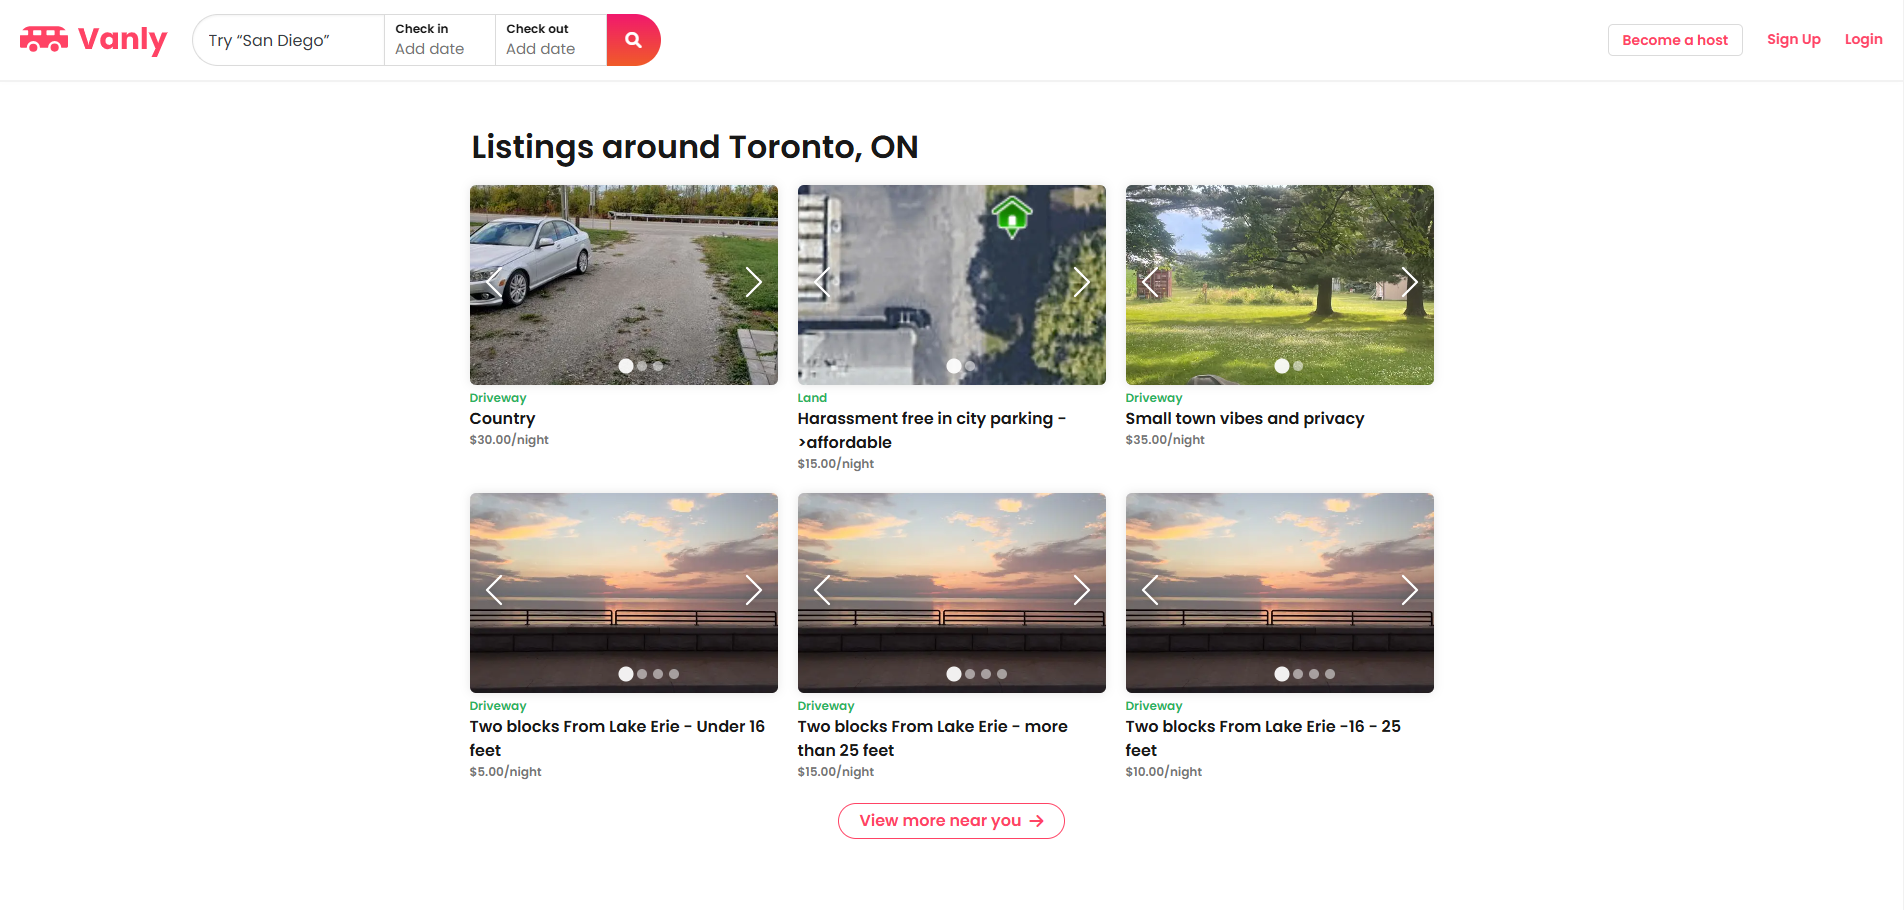 Vanly
Try “San Diego”
Check in
Add date
Check out
Add date
Become a host
Sign Up
Login
Listings around Toronto, ON
Driveway
Country
$30.00/night
Land
Harassment free in city parking -
>affordable
$15.00/night
Driveway
Small town vibes and privacy
$35.00/night
Driveway
Two blocks From Lake Erie - Under 16
feet
$5.00/night
Driveway
Two blocks From Lake Erie - more
than 25 feet
$15.00/night
Driveway
Two blocks From Lake Erie -16 - 25
feet
$10.00/night
View more near you →